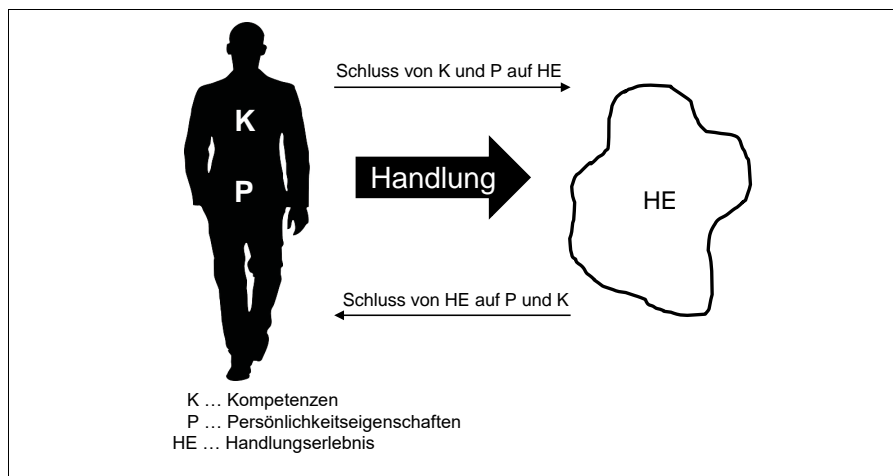 Schluss von K und P auf HE
K
Handlung
P
HE
Schluss von HE auf P und K
K … Kompetenzen
P … Persönlichkeitseigenschaften
HE … Handlungserlebnis